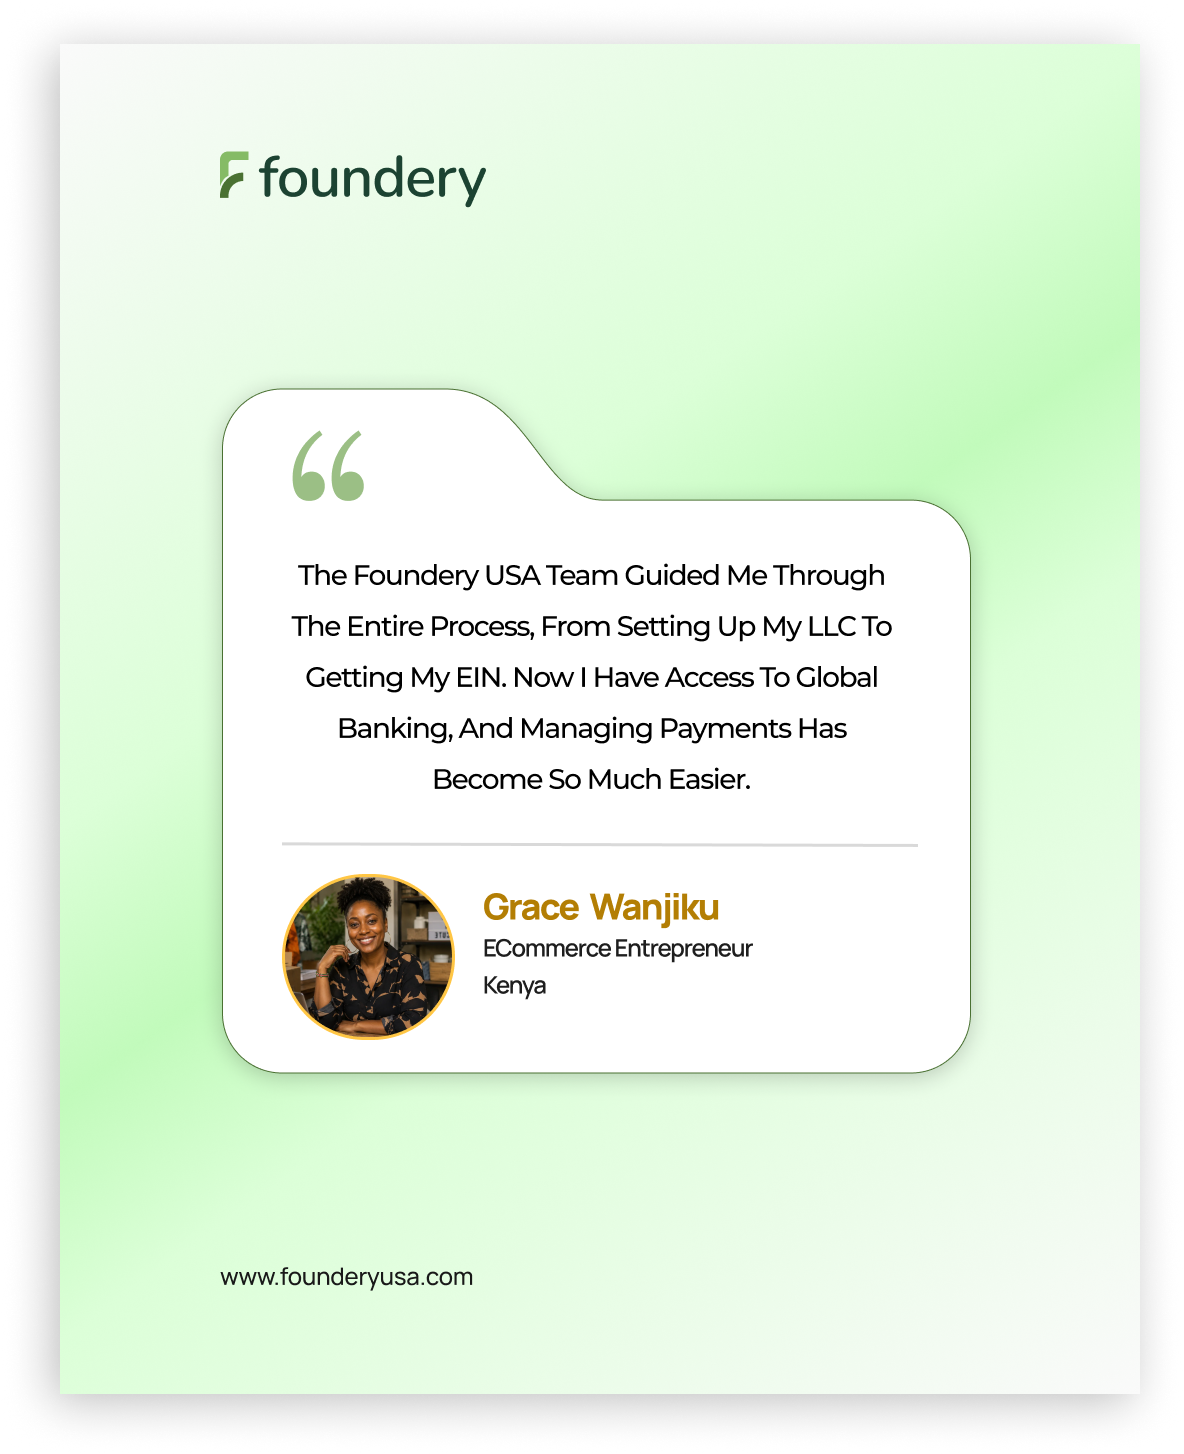 foundery
The Foundery USA Team Guided Me Through
The Entire Process, From Setting Up My LLC To
Getting My EIN. Now I Have Access To Global
Banking, And Managing Payments Has
Become So Much Easier.
Grace Wanjiku
ECommerce Entrepreneur
Kenya
www.founderyusa.com